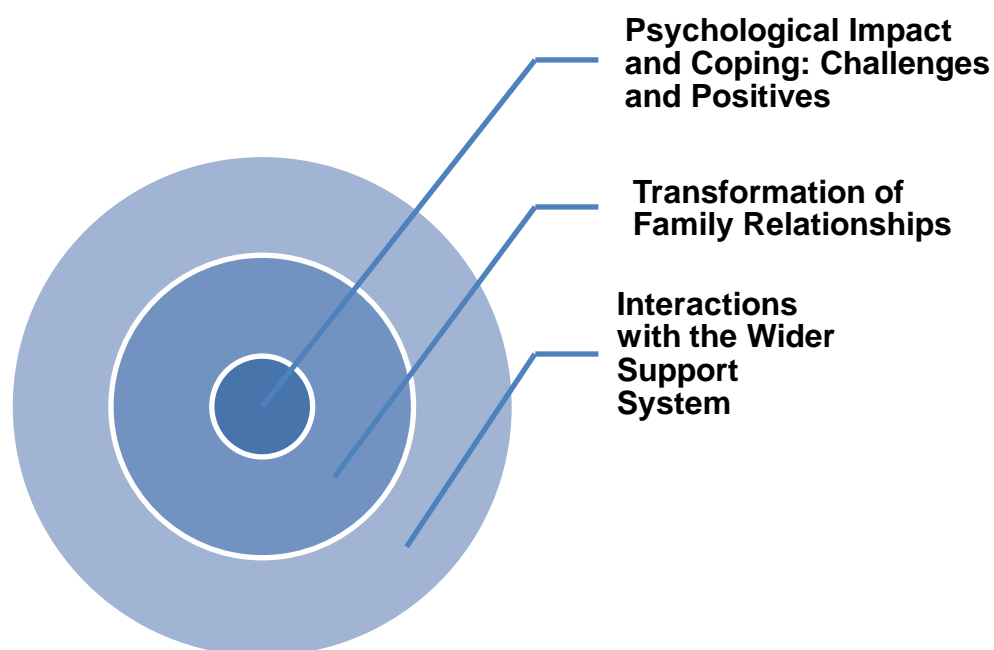 Psychological Impact
and Coping: Challenges
and Positives
Transformation of
Family Relationships
Interactions
with the Wider
Support
System